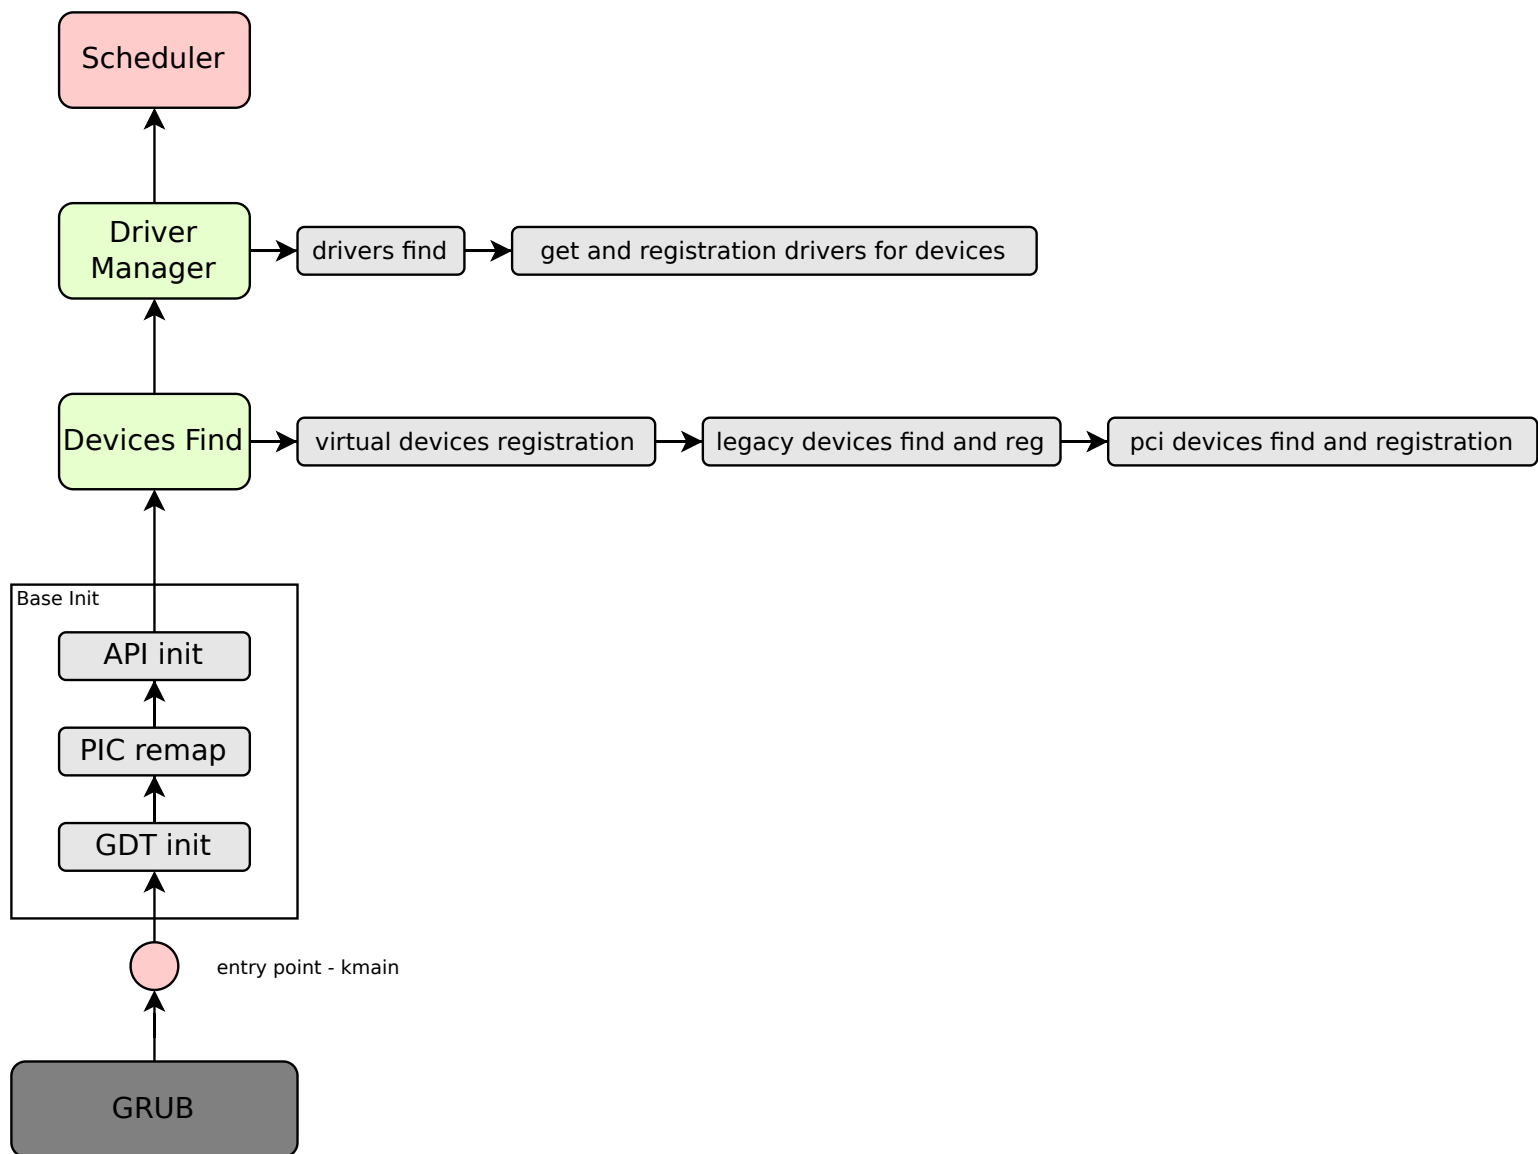 Scheduler
Driver
Manager
drivers find
get and registration drivers for devices
Devices Find
virtual devices registration
legacy devices find and reg
pci devices find and registration
Base Init
API init
PIC remap
GDT init
entry point - kmain
GRUB